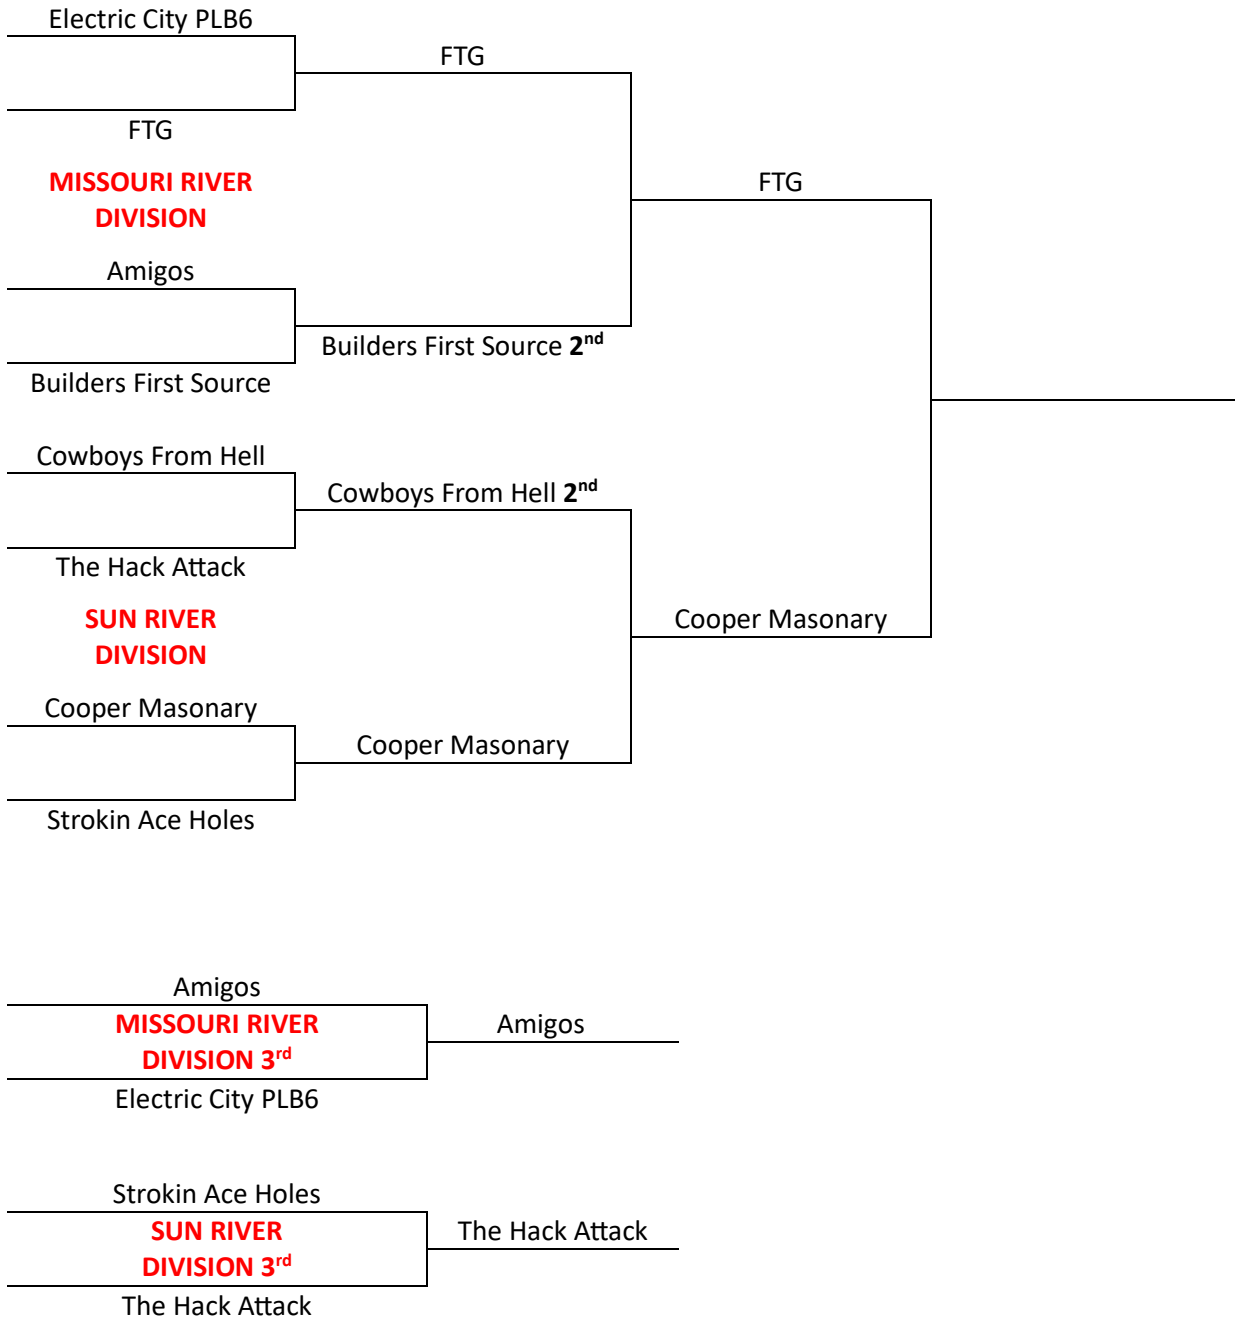 Electric City PLB6
FTG
FTG
MISSOURI RIVER
DIVISION
FTG
Amigos
Builders First Source 2nd
Builders First Source
Cowboys From Hell
Cowboys From Hell 2nd
The Hack Attack
SUN RIVER
DIVISION
Cooper Masonary
Cooper Masonary
Cooper Masonary
Strokin Ace Holes
Amigos
MISSOURI RIVER
DIVISION 3rd
Amigos
Electric City PLB6
Strokin Ace Holes
SUN RIVER
DIVISION 3rd
The Hack Attack
The Hack Attack